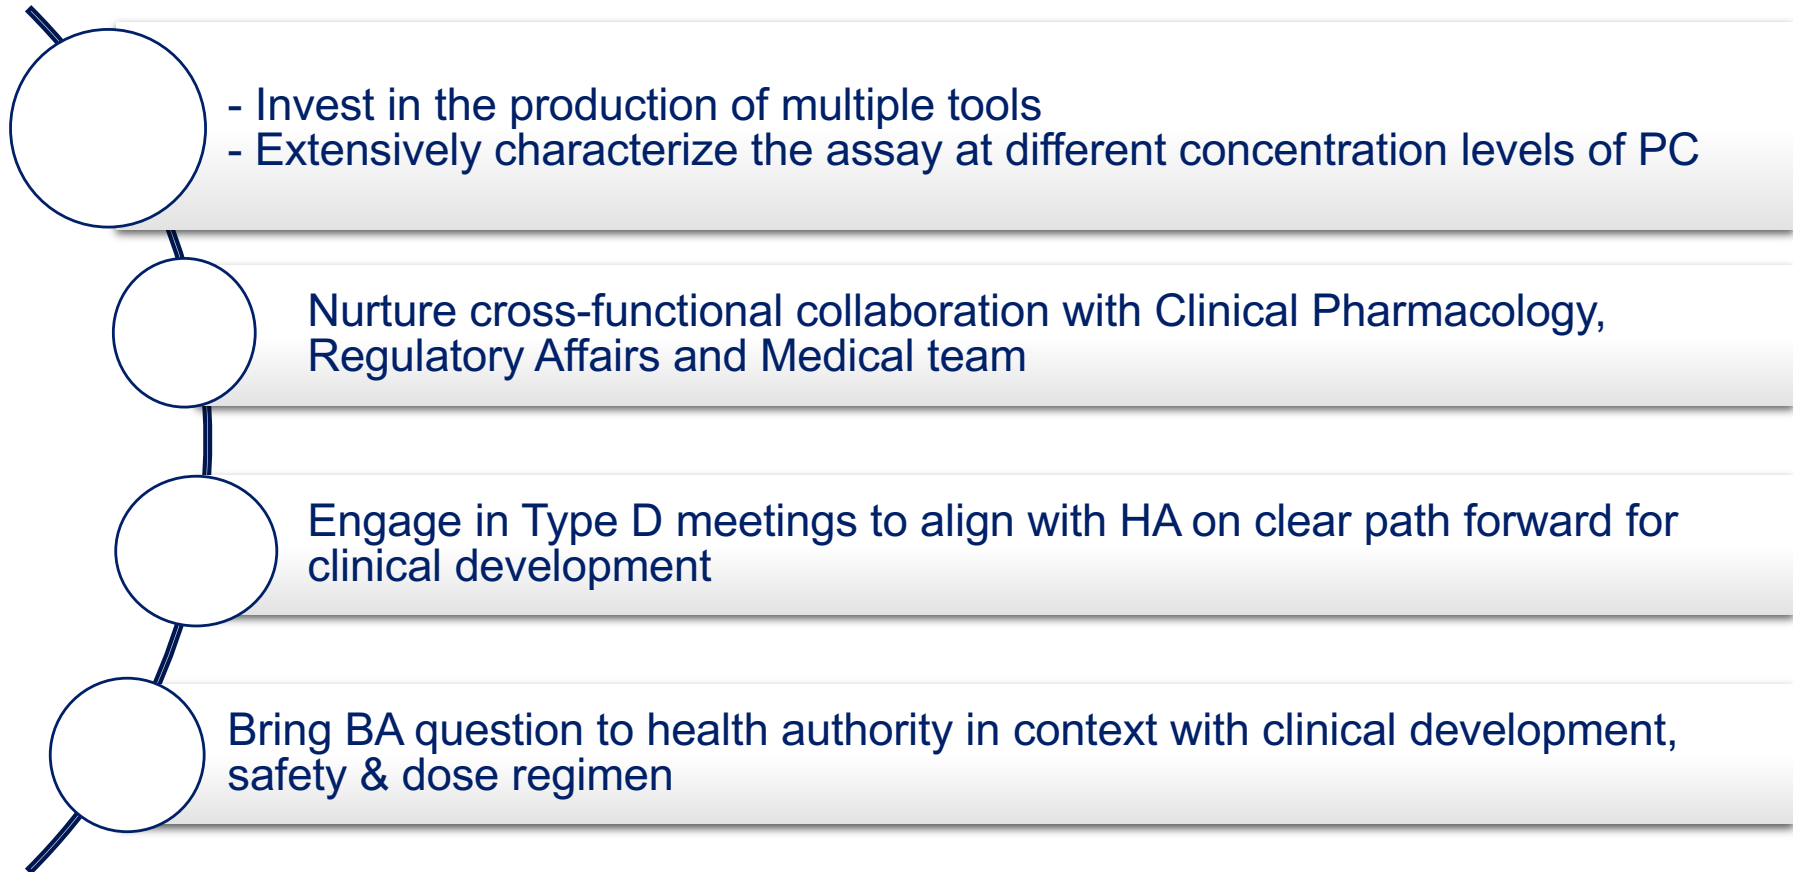 - Invest in the production of multiple tools
- Extensively characterize the assay at different concentration levels of PC
Nurture cross-functional collaboration with Clinical Pharmacology,
Regulatory Affairs and Medical team
Engage in Type D meetings to align with HA on clear path forward for
clinical development
Bring BA question to health authority in context with clinical development,
safety & dose regimen